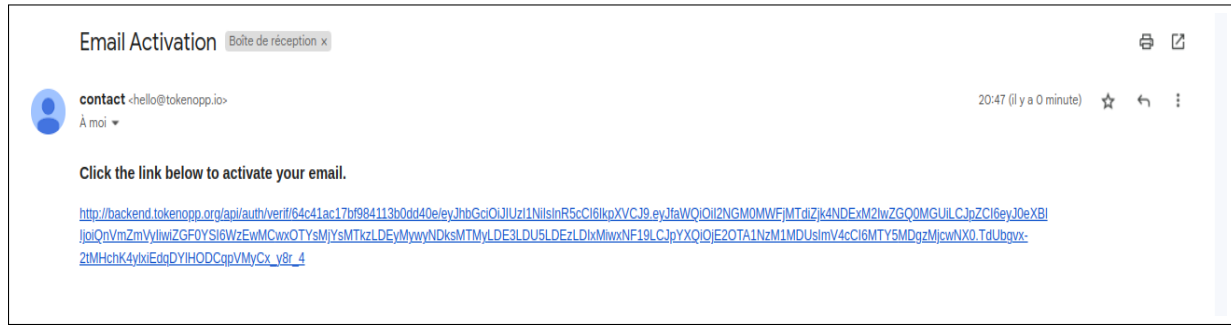 Email Activation Boîte de réception x
contact <hello@tokenopp.io>
20:47 (il y a 0 minute)
À moi
Click the link below to activate your email.
http://backend.tokenopp.org/api/auth/verif/64c41ac17bf984113b0dd40e/eyJhbGciOiJIUzI1NiIsInR5cCI6IkpXVCJ9.eyJfaWQiOiI2NGM0MWFjMTdiZjk4NDExM2IwZGQ0MGUiLCJpZCI6eyJ0eXBl
IjoiQnVmZmVyIiwiZGF0YSI6WzEwMCwxOTYsMjYsMTkzLDEyMywyNDksMTMyLDE3LDU5LDEzLDIxMiwxNF19LCJpYXQiOjE2OTA1NzM1MDUsImV4cCI6MTY5MDgzMjcwNX0.TdUbgvx-
2tMHchK4yIxiEdqDYIHODCqpVMyCx_y8r_4